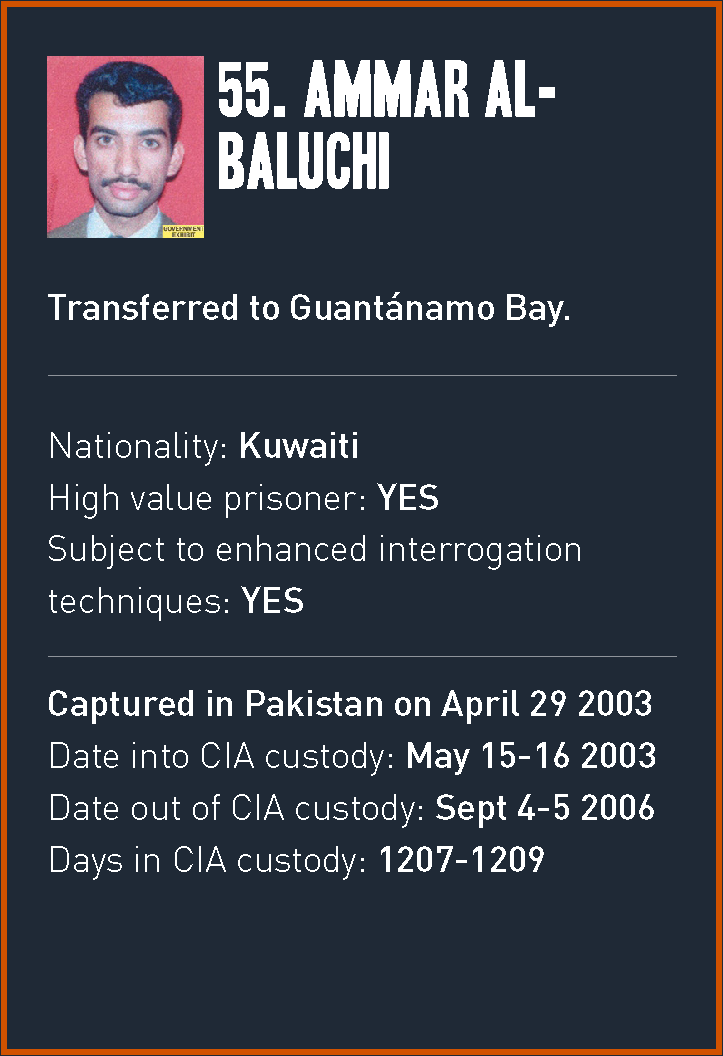 55. AMMAR AL-
BALUCHI
GOVERNMENT
EXHIBIT
Transferred to Guantánamo Bay.
Nationality: Kuwaiti
High value prisoner: YES
Subject to enhanced interrogation
techniques: YES
Captured in Pakistan on April 29 2003
Date into CIA custody: May 15-16 2003
Date out of CIA custody: Sept 4-5 2006
Days in CIA custody: 1207-1209